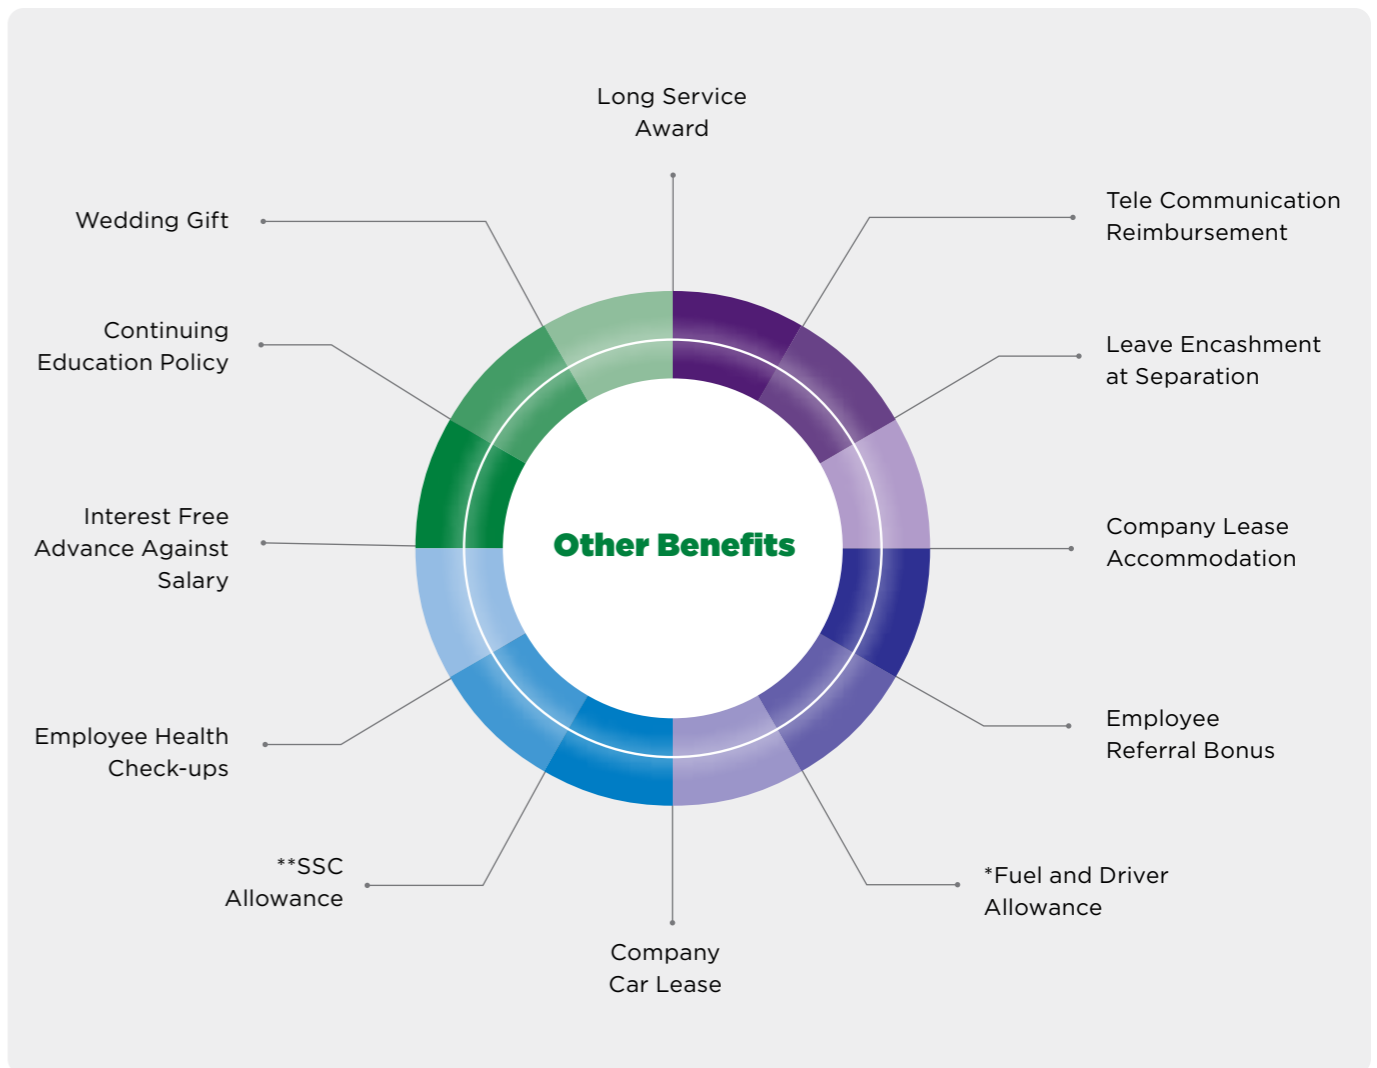 Long Service
Award
Tele Communication
Reimbursement
Leave Encashment
at Separation
Company Lease
Accommodation
Employee
Referral Bonus
*Fuel and Driver
Allowance
Company
Car Lease
**SSC
Allowance
Employee Health
Check-ups
Interest Free
Advance Against
Salary
Continuing
Education Policy
Wedding Gift
Other Benefits